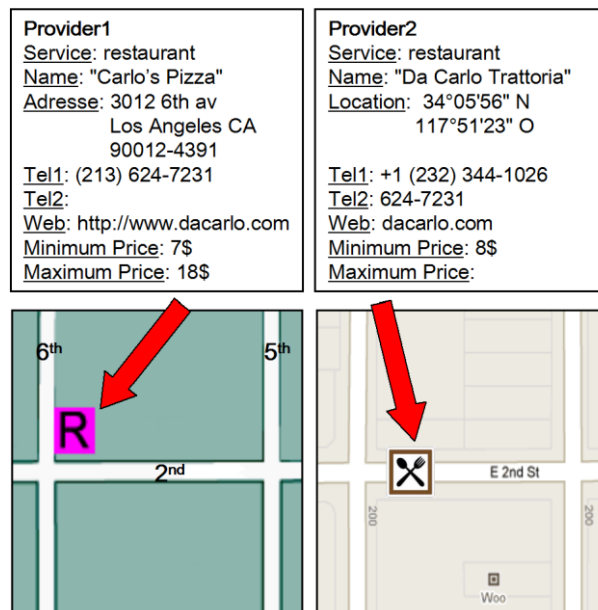 Provider1
Service: restaurant
Name: "Carlo's Pizza"
Adresse: 3012 6th av
Los Angeles CA
90012-4391
Tel1: (213) 624-7231
Tel2:
Web: http://www.dacarlo.com
Minimum Price: 7$
Maximum Price: 18$
Provider2
Service: restaurant
Name: "Da Carlo Trattoria"
Location: 34°05'56" N
117°51'23" O
Tel1: +1 (232) 344-1026
Tel2: 624-7231
Web: dacarlo.com
Minimum Price: 8$
Maximum Price:
6th
5th
R
2nd
E 2nd St
200
200
Woo